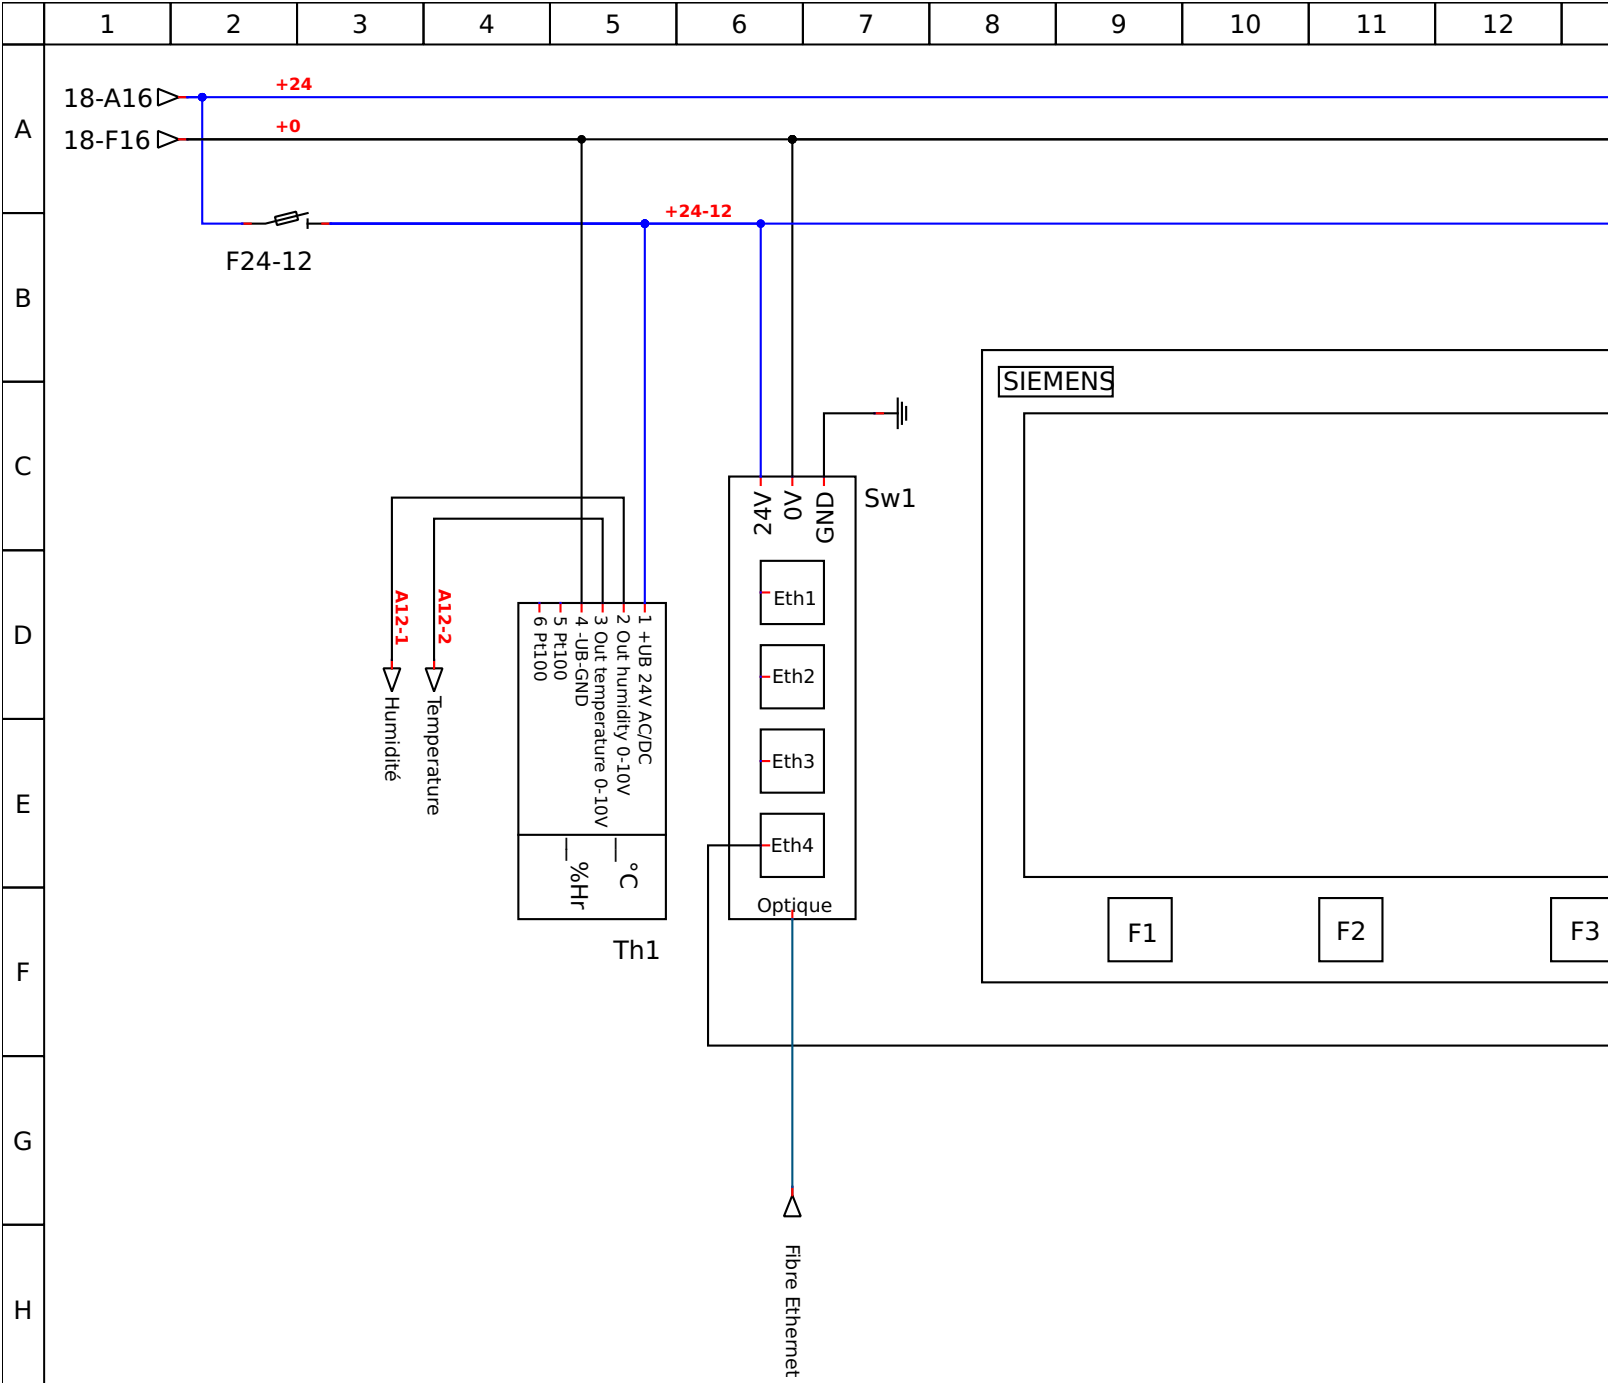 1 2 3 4 5 6 7 8 9 10 11 12
A
B
C
D
E
F
G
H
18-A16
+24
18-F16
+0
+24-12
F24-12
SIEMENS
Sw1
24V
0V
GND
Eth1
Eth2
Eth3
Eth4
Optique
A12-1
A12-2
Humidité
Temperature
6 Pt100
5 Pt100
4 -UB-GND
3 Out temperature 0-10V
2 Out humidity 0-10V
1 +UB 24V AC/DC
__%Hr
__°C
Th1
F1
F2
F3
Fibre Ethernet